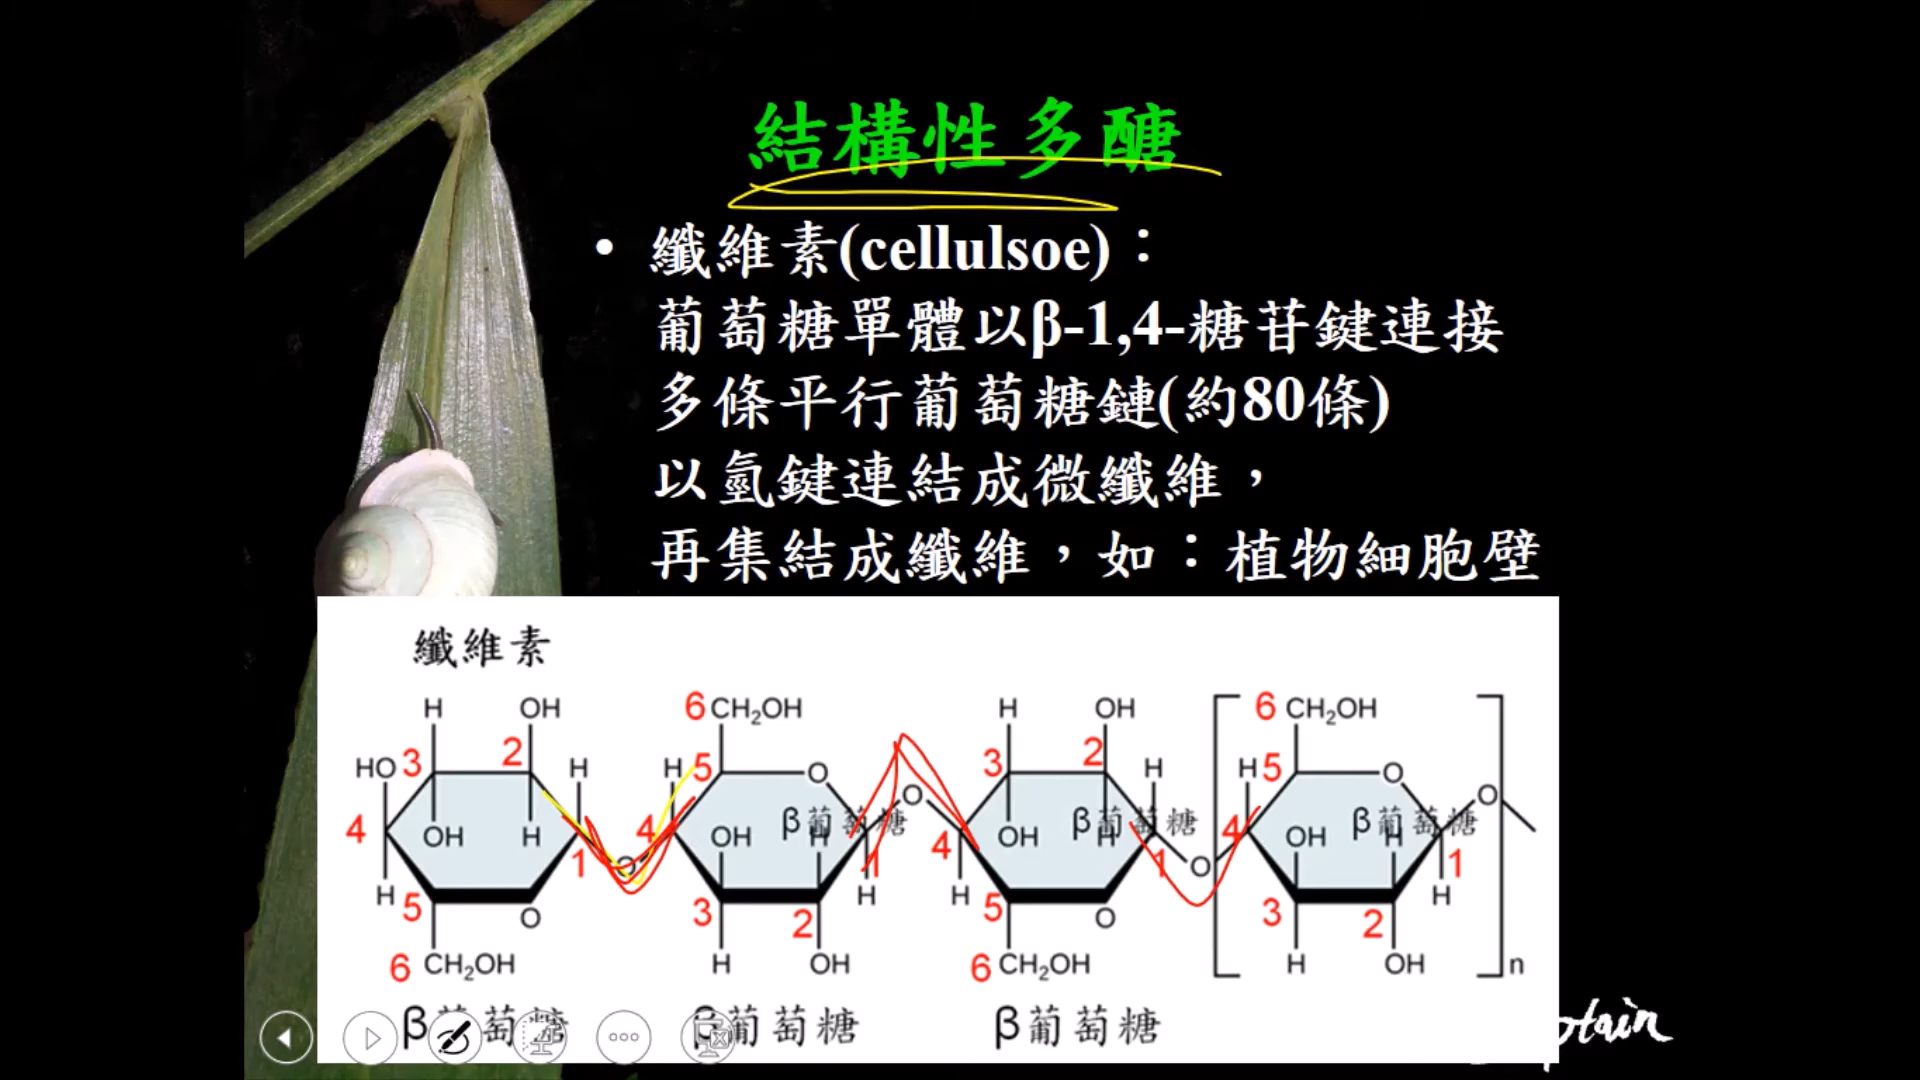 結構性多醣
• 纖維素(cellulsoe)：
葡萄糖單體以β-1,4-糖苷鍵連接
多條平行葡萄糖鏈(約80條)
以氫鍵連結成微纖維，
再集結成纖維，如：植物細胞壁
纖維素
H OH 6 CH₂OH H OH 6 CH₂OH
HO 3 2 H H 5 O 3 2 H H 5 O O
4 OH H 1 O 4 OH β葡萄糖 H 1 O 4 OH β葡萄糖 H 1 O 4 OH β葡萄糖 H 1
H 5 O 3 2 H H 5 O 3 2 H
6 CH₂OH H OH 6 CH₂OH H OH n
β葡萄糖 β葡萄糖 β葡萄糖